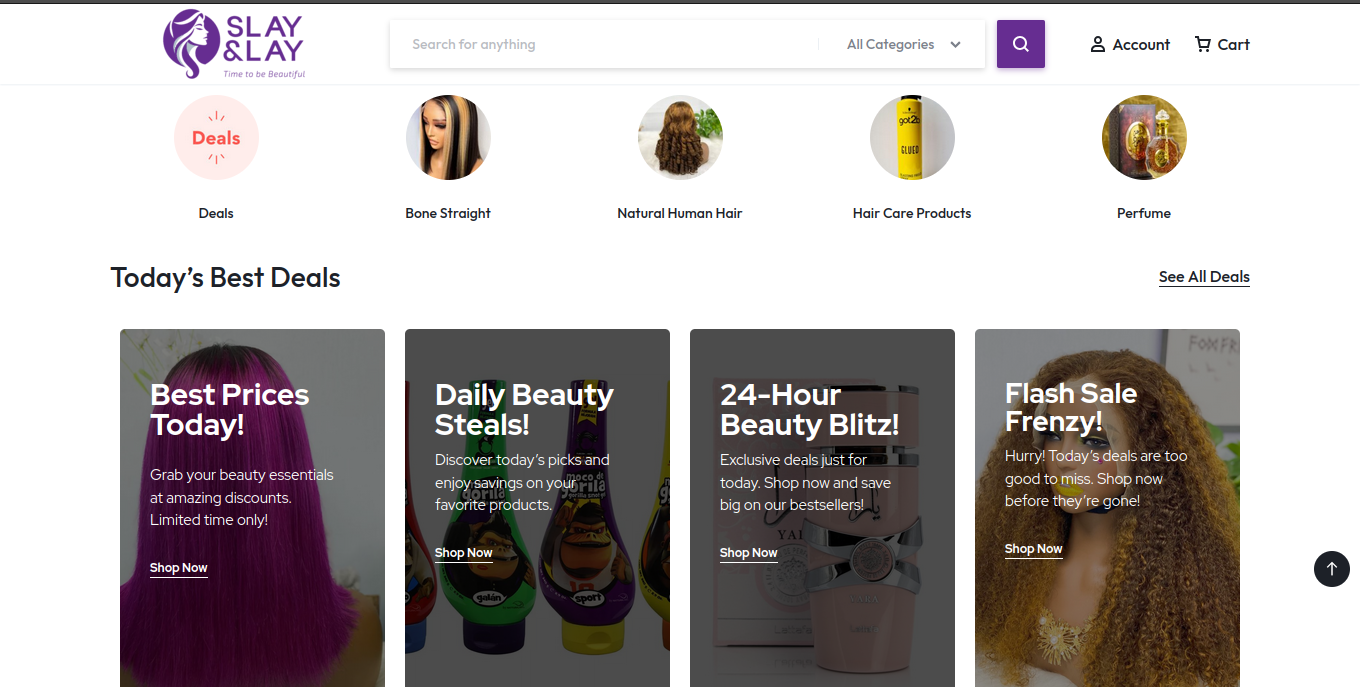 SLAY
&LAY
Time to be Beautiful
Search for anything
All Categories
Account
Cart
Deals
got2b
GLUED
Deals
Bone Straight
Natural Human Hair
Hair Care Products
Perfume
Today's Best Deals
See All Deals
Best Prices
Today!
Grab your beauty essentials
at amazing discounts.
Limited time only!
Shop Now
Daily Beauty
Steals!
Discover today's picks and
enjoy savings on your
favorite products.
Shop Now
moco de
gorila
galán
sport
24-Hour
Beauty Blitz!
Exclusive deals just for
today. Shop now and save
big on our bestsellers!
Shop Now
Flash Sale
Frenzy!
Hurry! Today's deals are too
good to miss. Shop now
before they're gone!
Shop Now